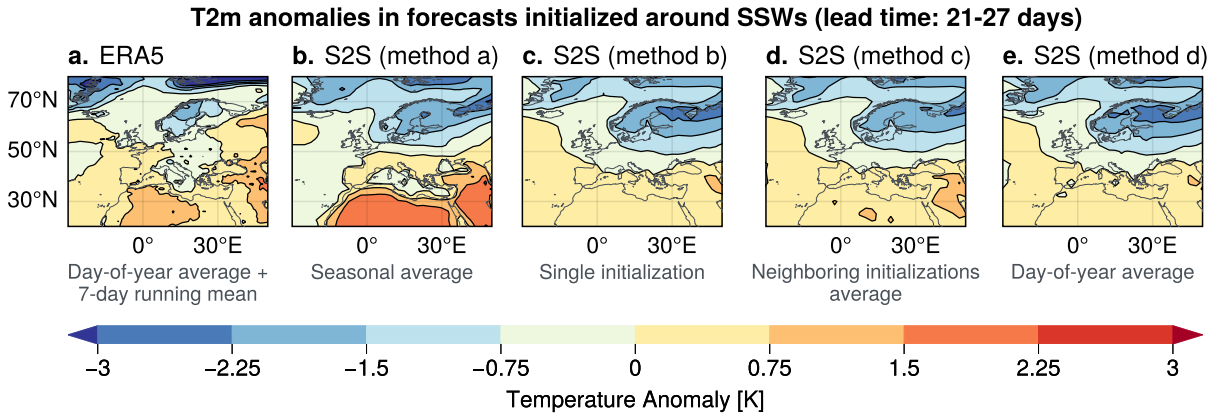 T2m anomalies in forecasts initialized around SSWs (lead time: 21-27 days)
a. ERA5
b. S2S (method a)
c. S2S (method b)
d. S2S (method c)
e. S2S (method d)
70°N
50°N
30°N
0° 30°E
0° 30°E
0° 30°E
0° 30°E
0° 30°E
Day-of-year average +
7-day running mean
Seasonal average
Single initialization
Neighboring initializations
average
Day-of-year average
−3 −2.25 −1.5 −0.75 0 0.75 1.5 2.25 3
Temperature Anomaly [K]